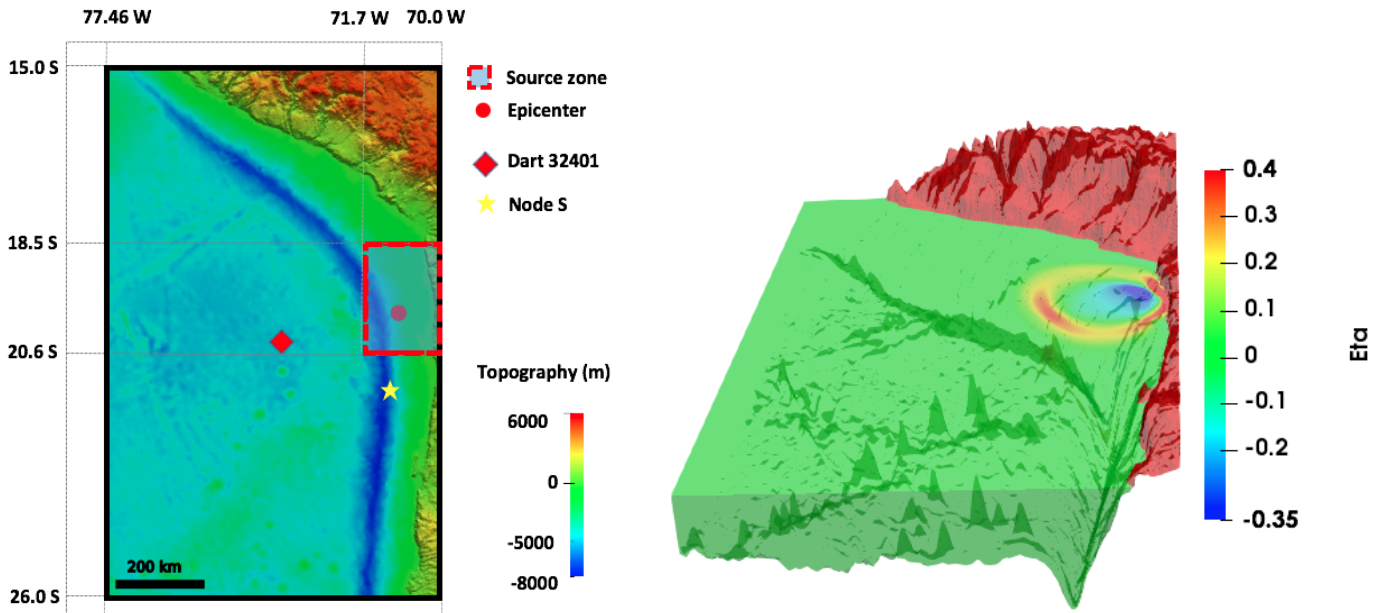 77.46 W
71.7 W
70.0 W
15.0 S
18.5 S
20.6 S
26.0 S
200 km
Source zone
Epicenter
Dart 32401
Node S
Topography (m)
6000
0
-5000
-8000
0.4
0.3
0.2
0.1
0
-0.1
-0.2
-0.35
Eta